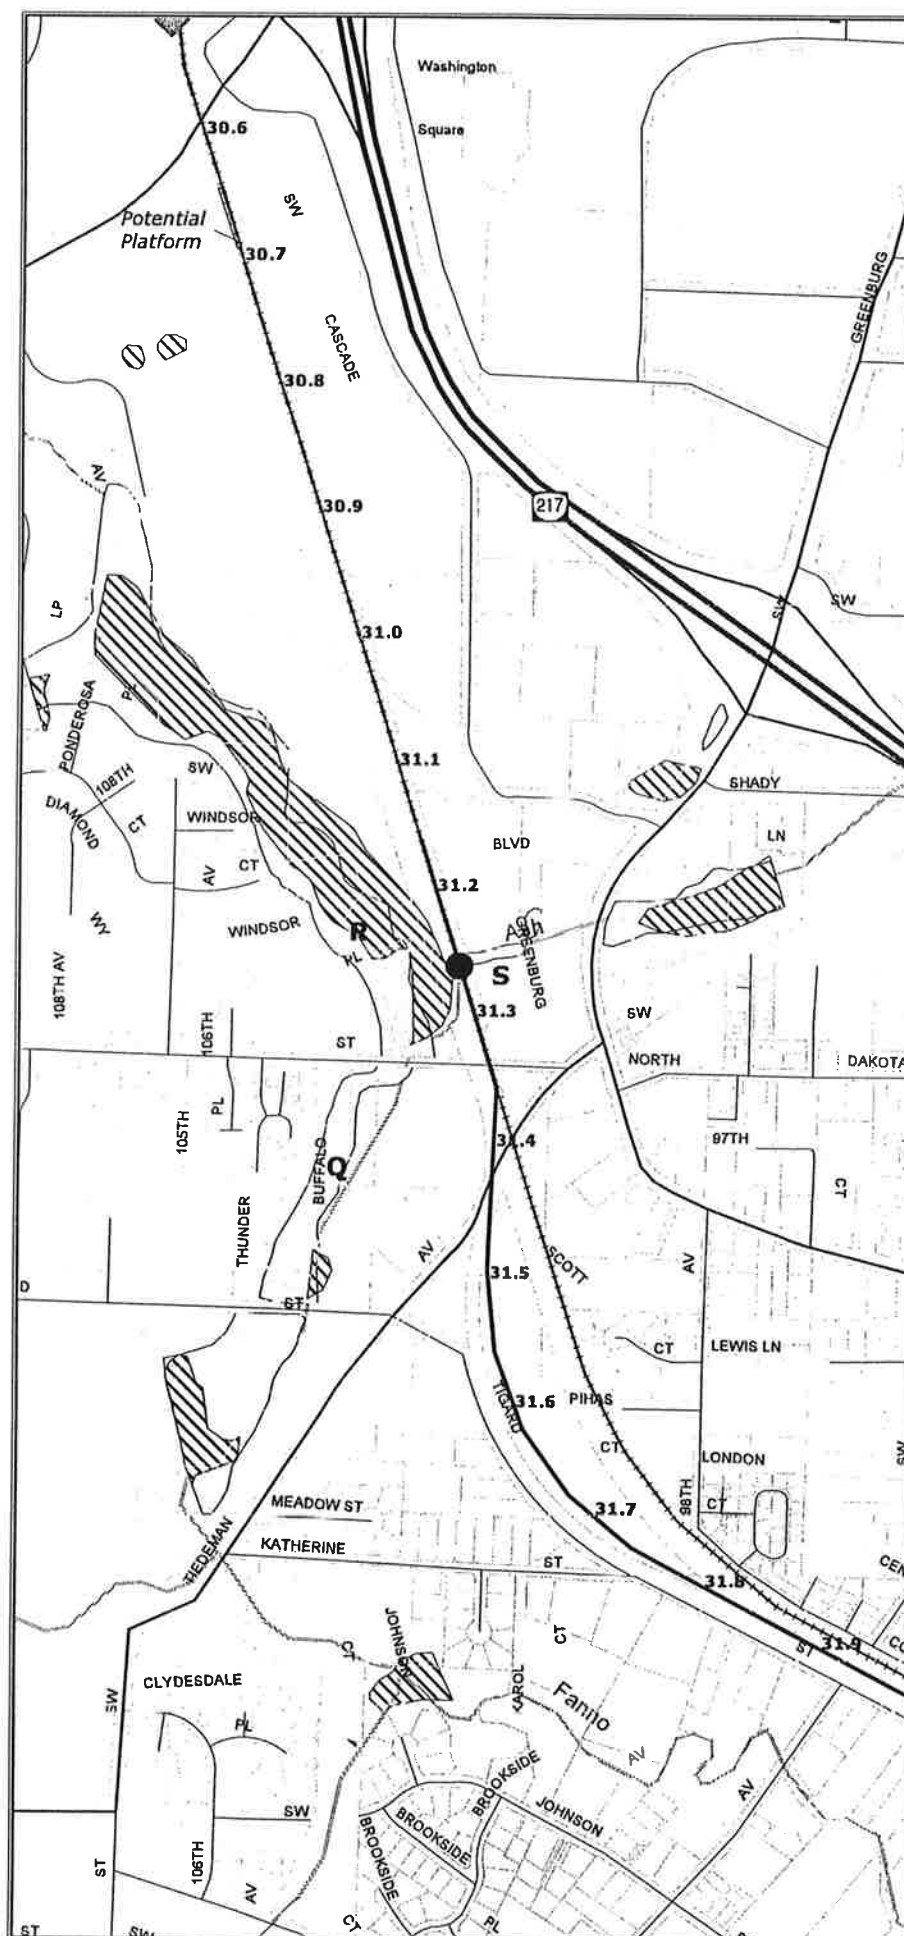 Washington
Square
30.6
SW
Potential
Platform
30.7
GREENBURG
CASCADE
30.8
AV
30.9
217
LP
31.0
SW
SW
PL
PONDEROSA
31.1
SW
108TH
SHADY
DIAMOND
CT
WINDSOR
LN
BLVD
AV
CT
31.2
WY
WINDSOR
R
Ash
GREENBURG
PL
S
108TH AV
31.3
SW
106TH
ST
NORTH
DAKOTA
PL
105TH
31.4
97TH
BUFFALO
Q
CT
THUNDER
AV
SCOTT
AV
31.5
D
ST
CT
LEWIS LN
TIGARD
31.6
PIHAS
CT
LONDON
SW
98TH
CT
MEADOW ST
31.7
TIEDEMAN
KATHERINE
ST
CEN
31.8
JOHNSON
CT
CT
ST
31.9
CO
CLYDESDALE
KAROL
Fanno
SW
PL
AV
BROOKSIDE
AV
SW
BROOKSIDE
JOHNSON
BROOKSIDE
106TH
ST
AV
CT
PL
ST
SW